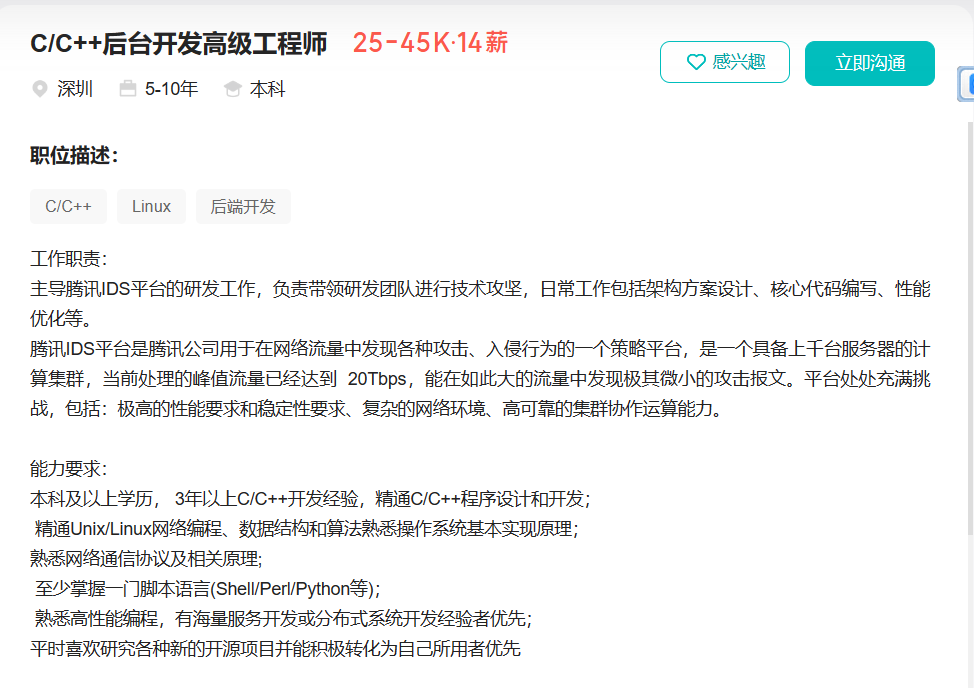 C/C++后台开发高级工程师 25-45K·14薪
感兴趣
立即沟通
深圳 5-10年 本科
职位描述：
C/C++ Linux 后端开发
工作职责：
主导腾讯IDS平台的研发工作，负责带领研发团队进行技术攻坚，日常工作包括架构方案设计、核心代码编写、性能
优化等。
腾讯IDS平台是腾讯公司用于在网络流量中发现各种攻击、入侵行为的一个策略平台，是一个具备上千台服务器的计
算集群，当前处理的峰值流量已经达到 20Tbps，能在如此大的流量中发现极其微小的攻击报文。平台处处充满挑
战，包括：极高的性能要求和稳定性要求、复杂的网络环境、高可靠的集群协作运算能力。
能力要求：
本科及以上学历， 3年以上C/C++开发经验，精通C/C++程序设计和开发；
精通Unix/Linux网络编程、数据结构和算法熟悉操作系统基本实现原理；
熟悉网络通信协议及相关原理;
至少掌握一门脚本语言(Shell/Perl/Python等)；
熟悉高性能编程，有海量服务开发或分布式系统开发经验者优先；
平时喜欢研究各种新的开源项目并能积极转化为自己所用者优先